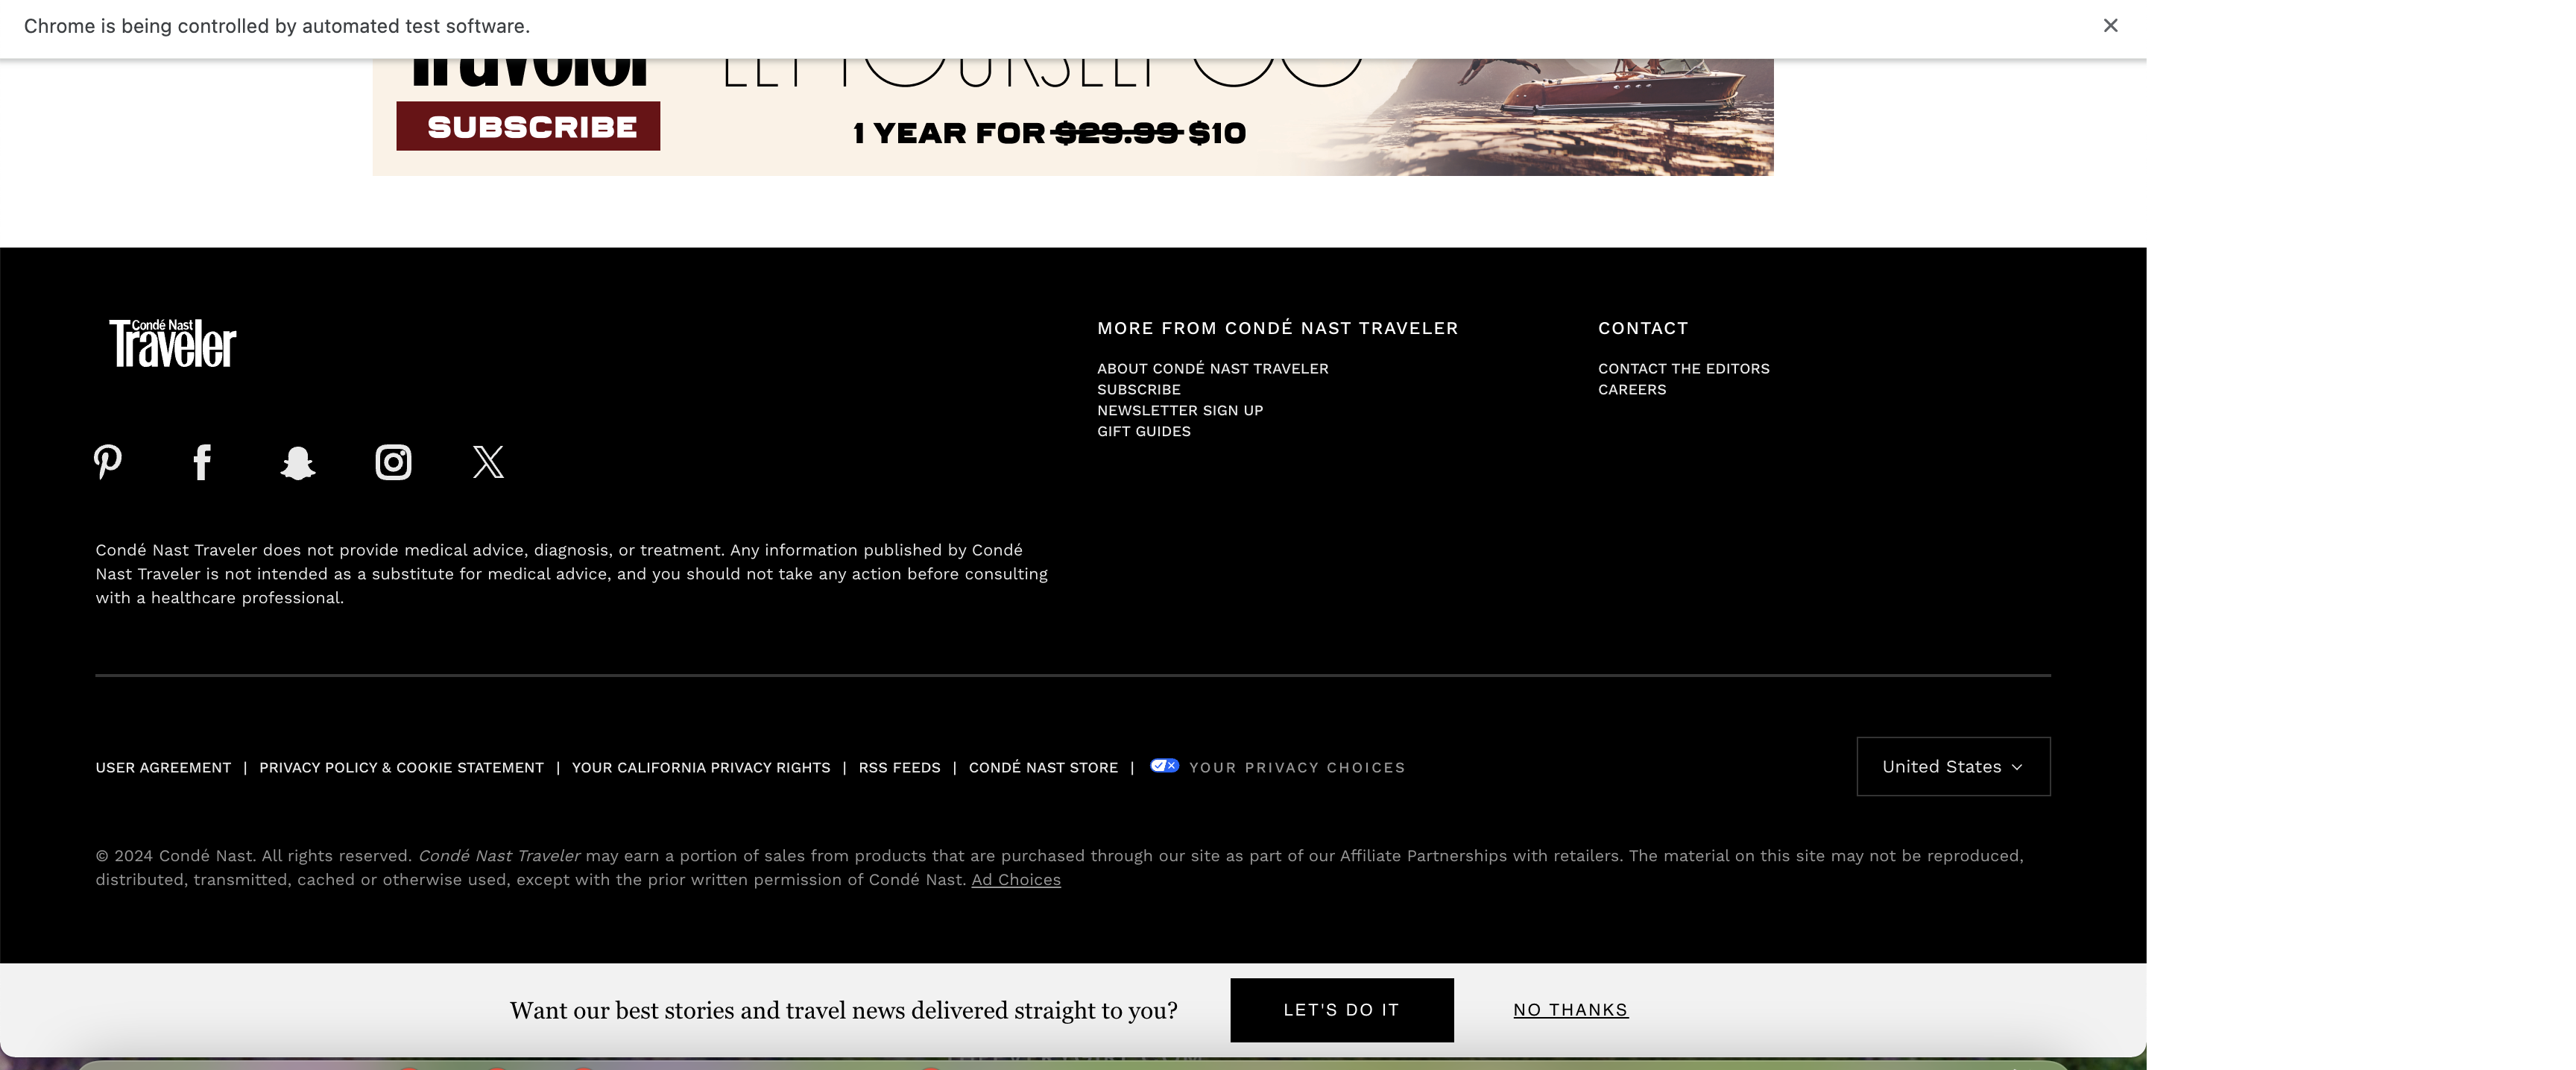 Chrome is being controlled by automated test software.
Traveler
LET YOURSELF GO
SUBSCRIBE
1 YEAR FOR $29.99 $10
Condé Nast
Traveler
MORE FROM CONDÉ NAST TRAVELER
ABOUT CONDÉ NAST TRAVELER
SUBSCRIBE
NEWSLETTER SIGN UP
GIFT GUIDES
CONTACT
CONTACT THE EDITORS
CAREERS
Condé Nast Traveler does not provide medical advice, diagnosis, or treatment. Any information published by Condé
Nast Traveler is not intended as a substitute for medical advice, and you should not take any action before consulting
with a healthcare professional.
USER AGREEMENT | PRIVACY POLICY & COOKIE STATEMENT | YOUR CALIFORNIA PRIVACY RIGHTS | RSS FEEDS | CONDÉ NAST STORE | YOUR PRIVACY CHOICES
United States
© 2024 Condé Nast. All rights reserved. Condé Nast Traveler may earn a portion of sales from products that are purchased through our site as part of our Affiliate Partnerships with retailers. The material on this site may not be reproduced,
distributed, transmitted, cached or otherwise used, except with the prior written permission of Condé Nast. Ad Choices
Want our best stories and travel news delivered straight to you?
LET'S DO IT
NO THANKS